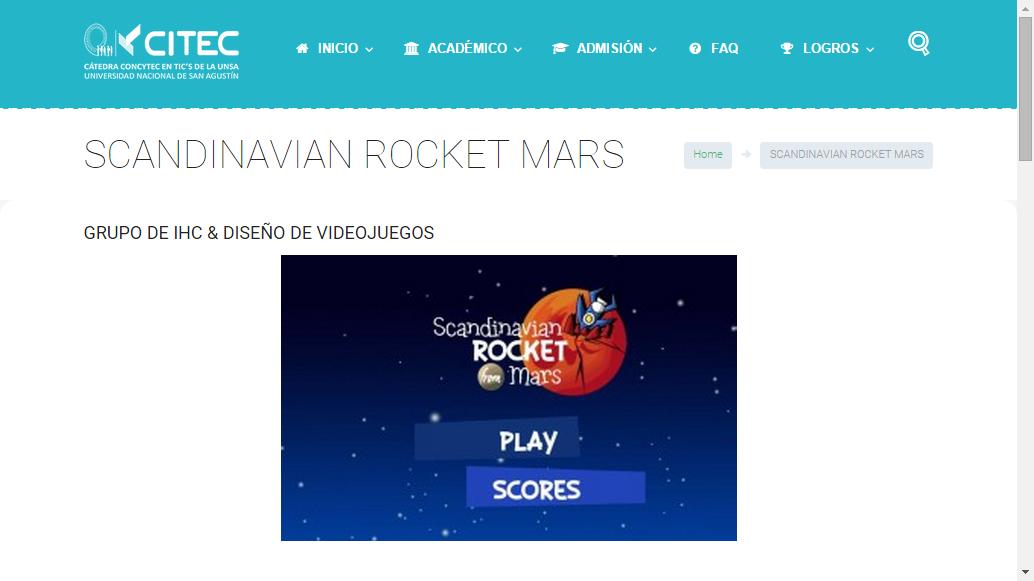 CITEC
CÁTEDRA CONCYTEC EN TIC'S DE LA UNSA
UNIVERSIDAD NACIONAL DE SAN AGUSTÍN
INICIO
ACADÉMICO
ADMISIÓN
FAQ
LOGROS
SCANDINAVIAN ROCKET MARS
Home
SCANDINAVIAN ROCKET MARS
GRUPO DE IHC & DISEÑO DE VIDEOJUEGOS
Scandinavian
ROCKET
from Mars
PLAY
SCORES